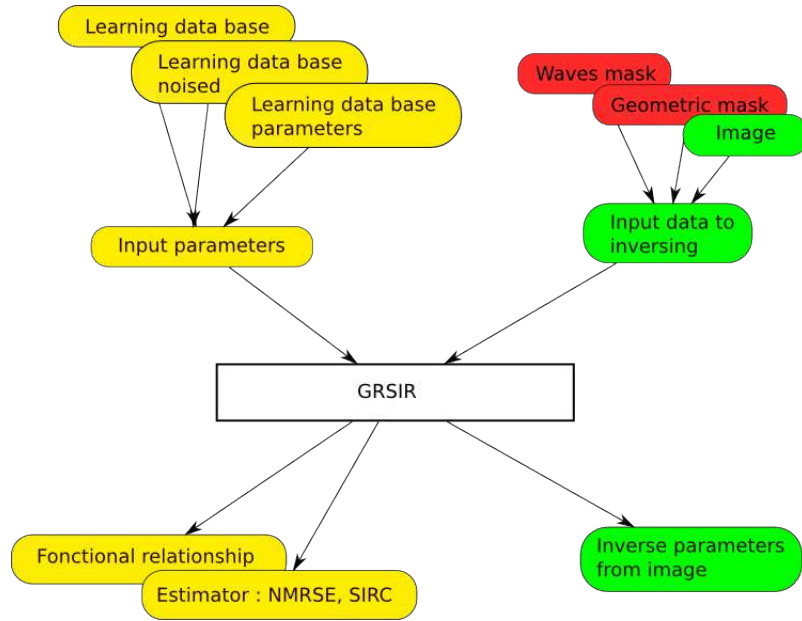 Learning data base
Learning data base
noised
Learning data base
parameters
Waves mask
Geometric mask
Image
Input parameters
Input data to
inversing
GRSIR
Fonctional relationship
Estimator : NMRSE, SIRC
Inverse parameters
from image